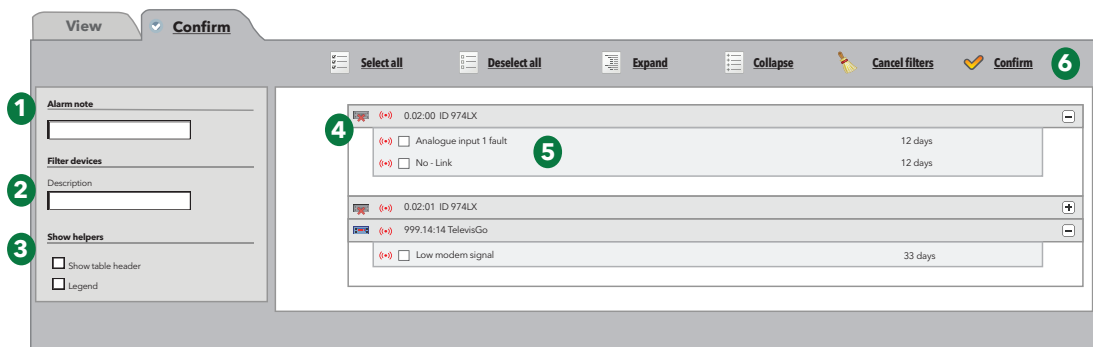 View Confirm
Select all Deselect all Expand Collapse Cancel filters Confirm 6
1 Alarm note
Filter devices
2 Description
3 Show helpers
Show table header
Legend
4 0.02:00 ID 974LX
Analogue input 1 fault 5 12 days
No - Link 12 days
0.02:01 ID 974LX
999.14:14 TelevisGo
Low modem signal 33 days